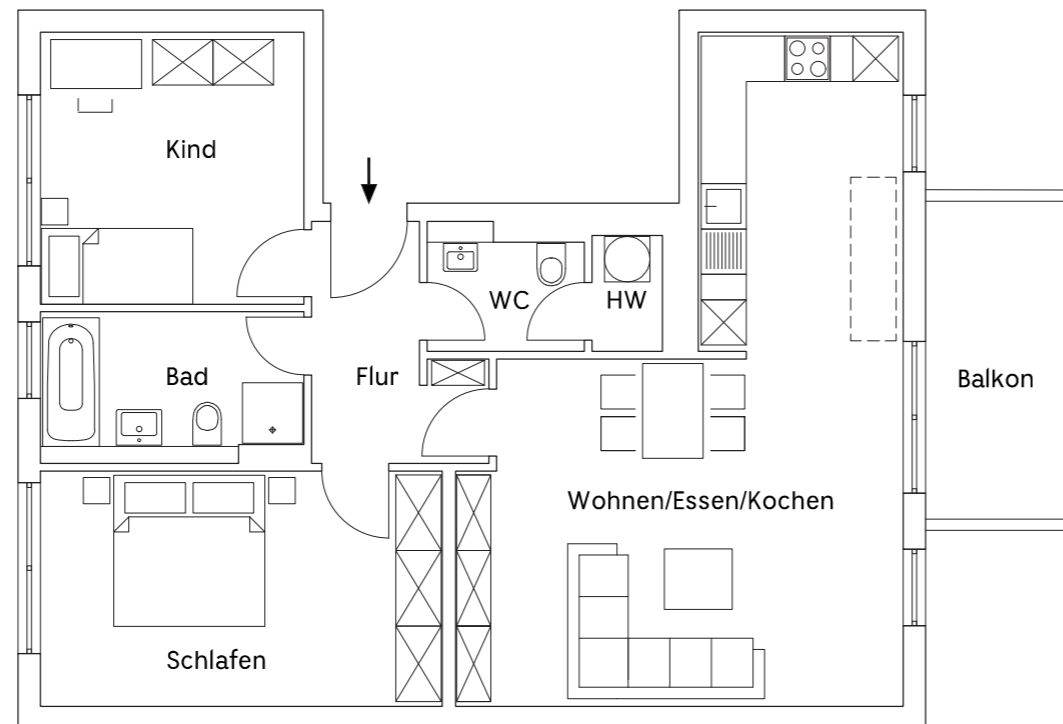 Kind
WC
HW
Bad
Flur
Balkon
Wohnen/Essen/Kochen
Schlafen